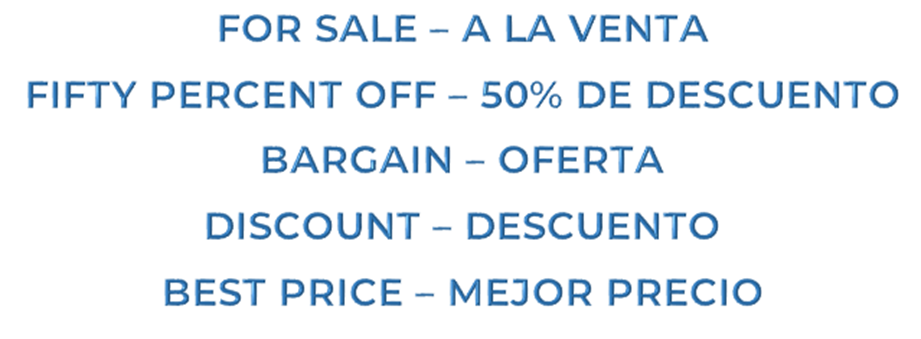 FOR SALE – A LA VENTA
FIFTY PERCENT OFF – 50% DE DESCUENTO
BARGAIN – OFERTA
DISCOUNT – DESCUENTO
BEST PRICE – MEJOR PRECIO